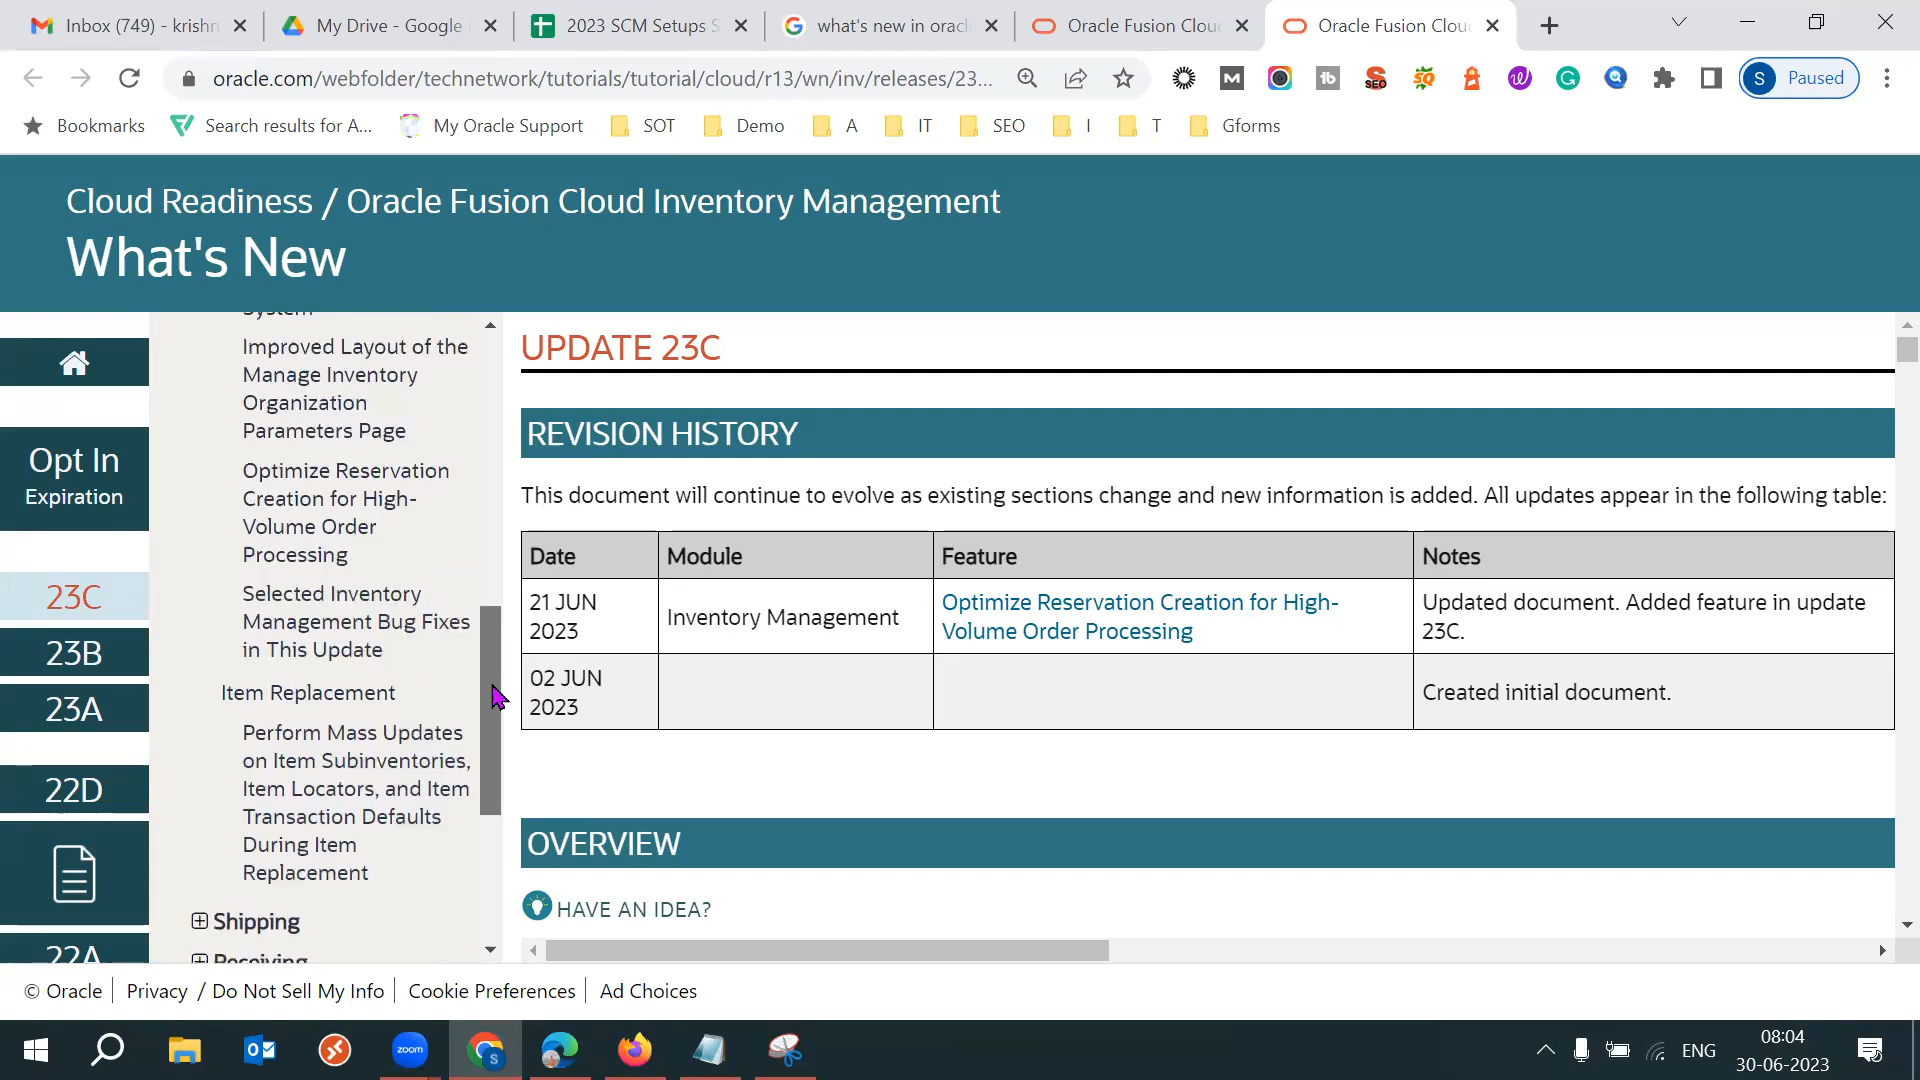 Inbox (749) - krishn
My Drive - Google
2023 SCM Setups S
what's new in orac
Oracle Fusion Clou
Oracle Fusion Clou
oracle.com/webfolder/technetwork/tutorials/tutorial/cloud/r13/wn/inv/releases/23...
SEO
S
Paused
Bookmarks
Search results for A...
My Oracle Support
SOT
Demo
A
IT
SEO
I
T
Gforms
Cloud Readiness / Oracle Fusion Cloud Inventory Management
What's New
Opt In
Expiration
23C
23B
23A
22D
22A
System
Improved Layout of the
Manage Inventory
Organization
Parameters Page
Optimize Reservation
Creation for High-
Volume Order
Processing
Selected Inventory
Management Bug Fixes
in This Update
Item Replacement
Perform Mass Updates
on Item Subinventories,
Item Locators, and Item
Transaction Defaults
During Item
Replacement
Shipping
Receiving
UPDATE 23C
REVISION HISTORY
This document will continue to evolve as existing sections change and new information is added. All updates appear in the following table:
Date Module Feature Notes
21 JUN 2023 Inventory Management Optimize Reservation Creation for High-Volume Order Processing Updated document. Added feature in update 23C.
02 JUN 2023 Created initial document.
OVERVIEW
HAVE AN IDEA?
© Oracle Privacy / Do Not Sell My Info Cookie Preferences Ad Choices
zoom
S
ENG
08:04
30-06-2023